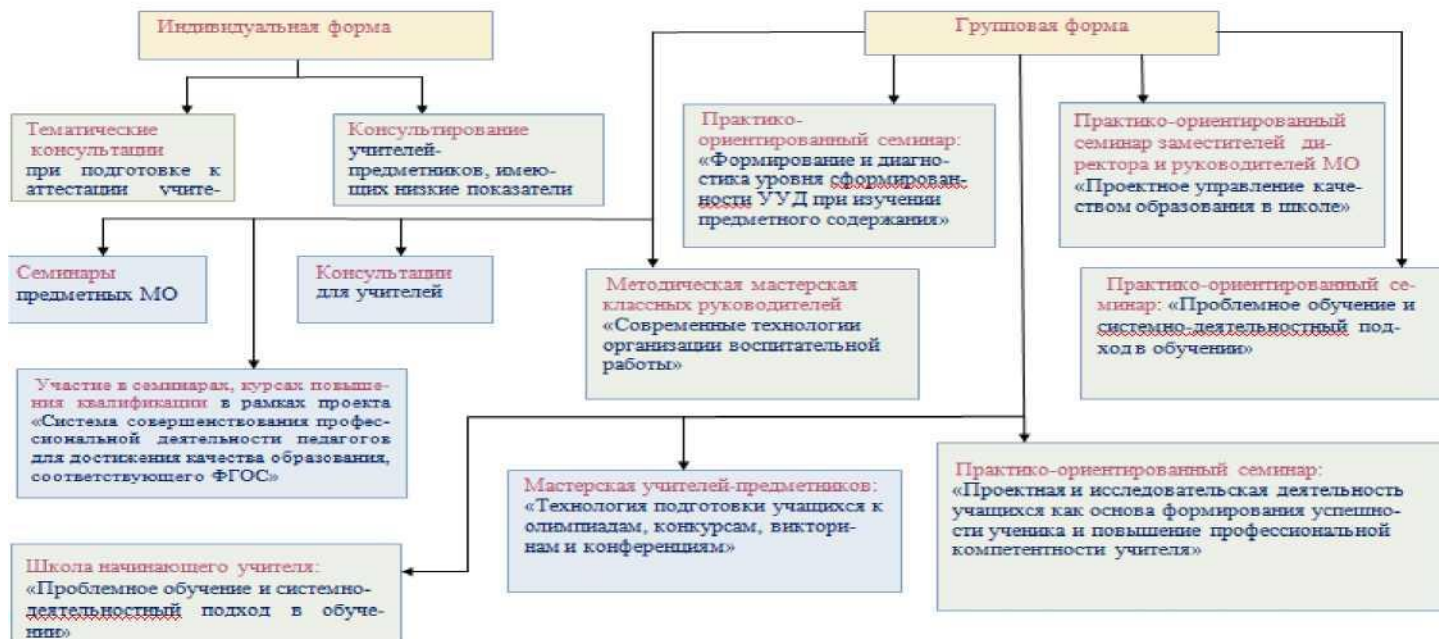 Индивидуальная форма
Групповая форма
Тематические
консультации
при подготовке к
аттестации учите-
Консультирование
учителей-
предметников, имею-
щих низкие показатели
Практико-
ориентированный семинар:
«Формирование и диагно-
стика уровня сформирован-
ности УУД при изучении
предметного содержания»
Практико-ориентированный
семинар заместителей ди-
ректора и руководителей МО
«Проектное управление каче-
ством образования в школе»
Семинары
предметных МО
Консультации
для учителей
Методическая мастерская
классных руководителей
«Современные технологии
организации воспитательной
работы»
Практико-ориентированный се-
минар: «Проблемное обучение и
системно-деятельностный под-
ход в обучении»
Участие в семинарах, курсах повыше-
ния квалификации в рамках проекта
«Система совершенствования профес-
сиональной деятельности педагогов
для достижения качества образования,
соответствующего ФГОС»
Мастерская учителей-предметников:
«Технология подготовки учащихся к
олимпиадам, конкурсам, виктори-
нам и конференциям»
Практико-ориентированный семинар:
«Проектная и исследовательская деятельность
учащихся как основа формирования успешно-
сти ученика и повышение профессиональной
компетентности учителя»
Школа начинающего учителя:
«Проблемное обучение и системно-
деятельностный подход в обуче-
нии»